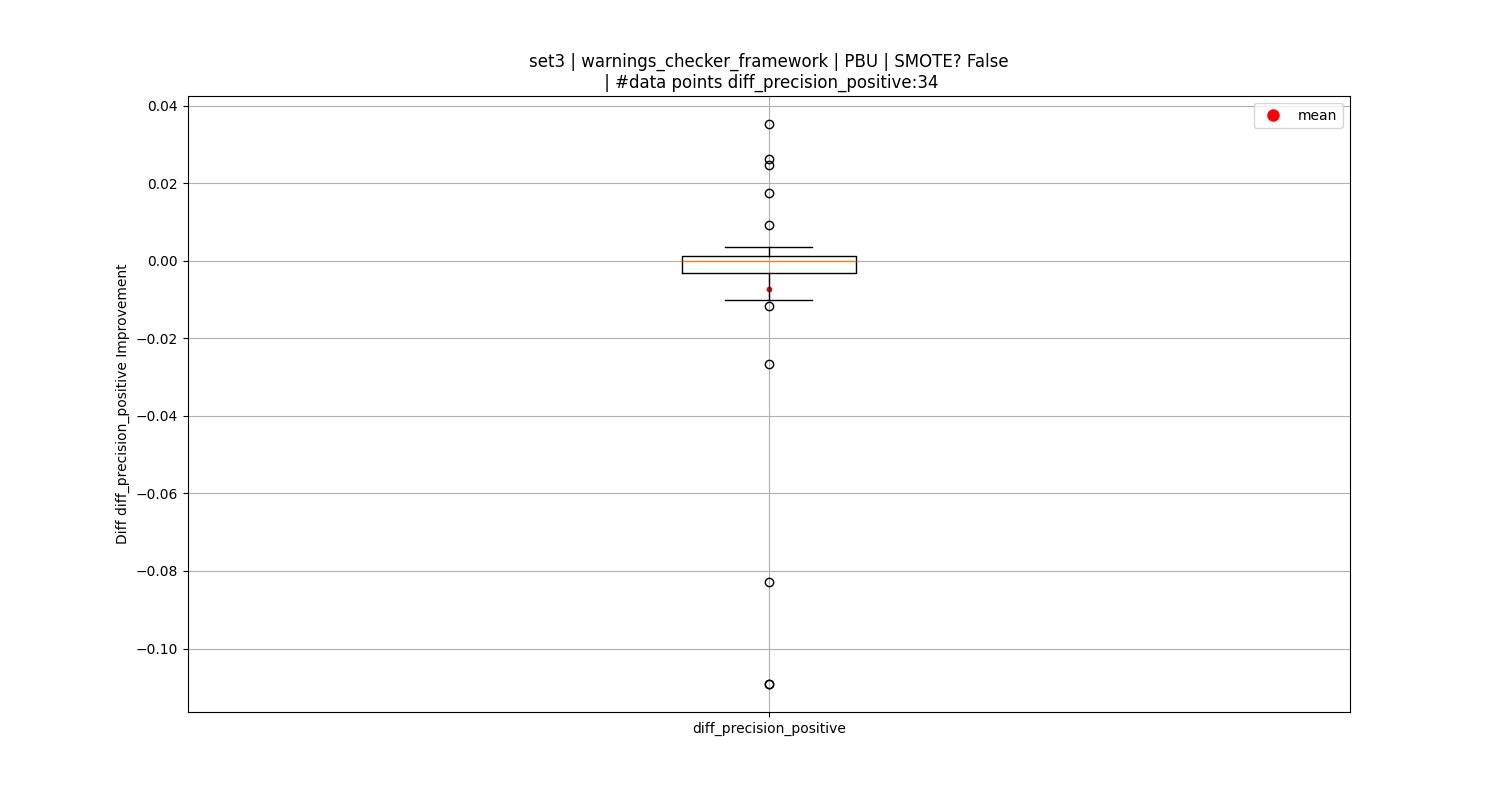 set3 | warnings_checker_framework | PBU | SMOTE? False
| #data points diff_precision_positive:34
mean
0.04
0.02
0.00
−0.02
−0.04
−0.06
−0.08
−0.10
Diff diff_precision_positive Improvement
diff_precision_positive